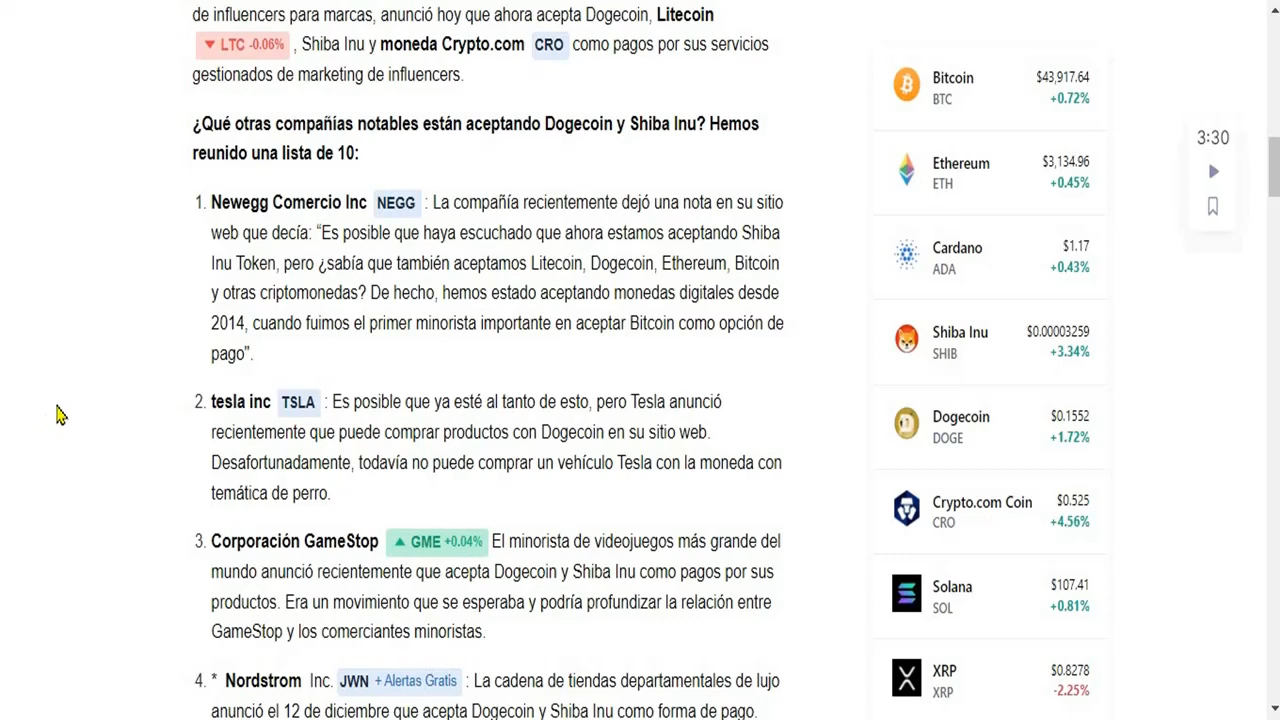 de influencers para marcas, anunció hoy que ahora acepta Dogecoin, Litecoin
▼ LTC -0.06% , Shiba Inu y moneda Crypto.com CRO como pagos por sus servicios
gestionados de marketing de influencers.
¿Qué otras compañías notables están aceptando Dogecoin y Shiba Inu? Hemos
reunido una lista de 10:
1. Newegg Comercio Inc NEGG : La compañía recientemente dejó una nota en su sitio
web que decía: “Es posible que haya escuchado que ahora estamos aceptando Shiba
Inu Token, pero ¿sabía que también aceptamos Litecoin, Dogecoin, Ethereum, Bitcoin
y otras criptomonedas? De hecho, hemos estado aceptando monedas digitales desde
2014, cuando fuimos el primer minorista importante en aceptar Bitcoin como opción de
pago”.
2. tesla inc TSLA : Es posible que ya esté al tanto de esto, pero Tesla anunció
recientemente que puede comprar productos con Dogecoin en su sitio web.
Desafortunadamente, todavía no puede comprar un vehículo Tesla con la moneda con
temática de perro.
3. Corporación GameStop ▲ GME +0.04% El minorista de videojuegos más grande del
mundo anunció recientemente que acepta Dogecoin y Shiba Inu como pagos por sus
productos. Era un movimiento que se esperaba y podría profundizar la relación entre
GameStop y los comerciantes minoristas.
4. * Nordstrom Inc. JWN + Alertas Gratis : La cadena de tiendas departamentales de lujo
anunció el 12 de diciembre que acepta Dogecoin y Shiba Inu como forma de pago.
Bitcoin $43,917.64
BTC +0.72%
Ethereum $3,134.96
ETH +0.45%
Cardano $1.17
ADA +0.43%
Shiba Inu $0.00003259
SHIB +3.34%
Dogecoin $0.1552
DOGE +1.72%
Crypto.com Coin $0.525
CRO +4.56%
Solana $107.41
SOL +0.81%
XRP $0.8278
XRP -2.25%
3:30